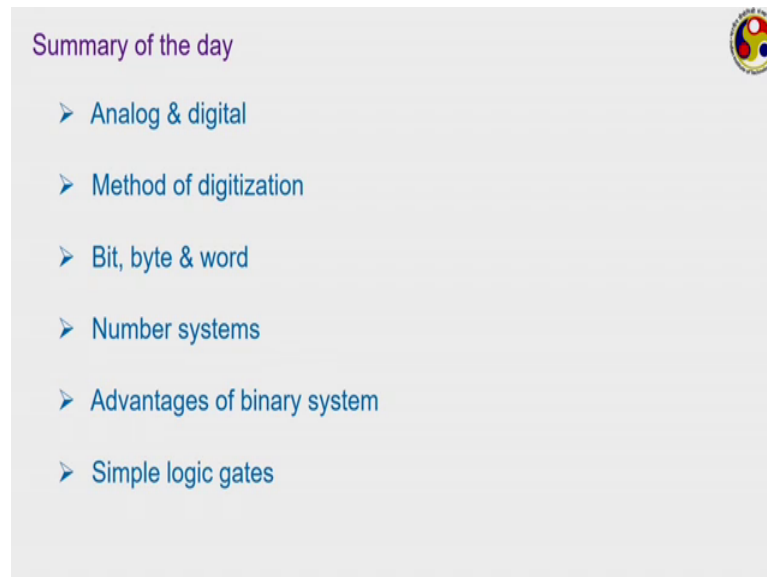 Summary of the day
➢ Analog & digital
➢ Method of digitization
➢ Bit, byte & word
➢ Number systems
➢ Advantages of binary system
➢ Simple logic gates